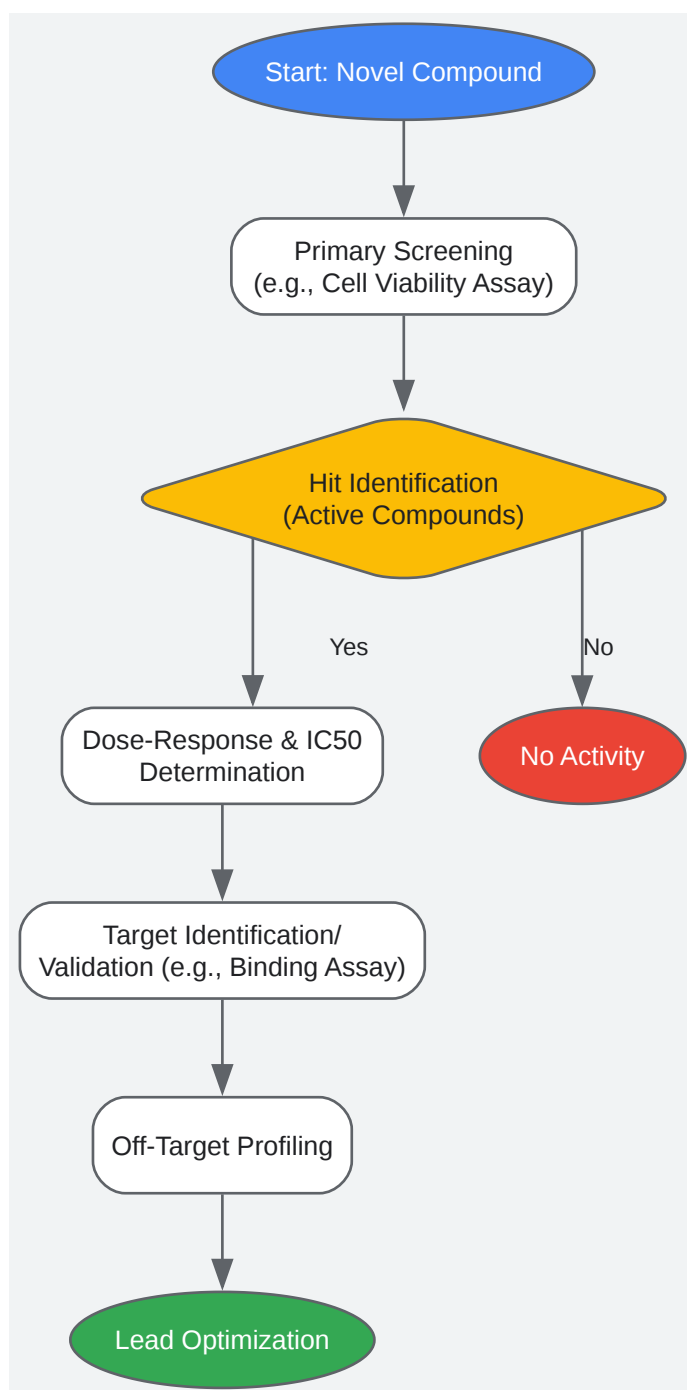 Start: Novel Compound
Primary Screening
(e.g., Cell Viability Assay)
Hit Identification
(Active Compounds)
Yes
No
Dose-Response & IC50
Determination
No Activity
Target Identification/
Validation (e.g., Binding Assay)
Off-Target Profiling
Lead Optimization